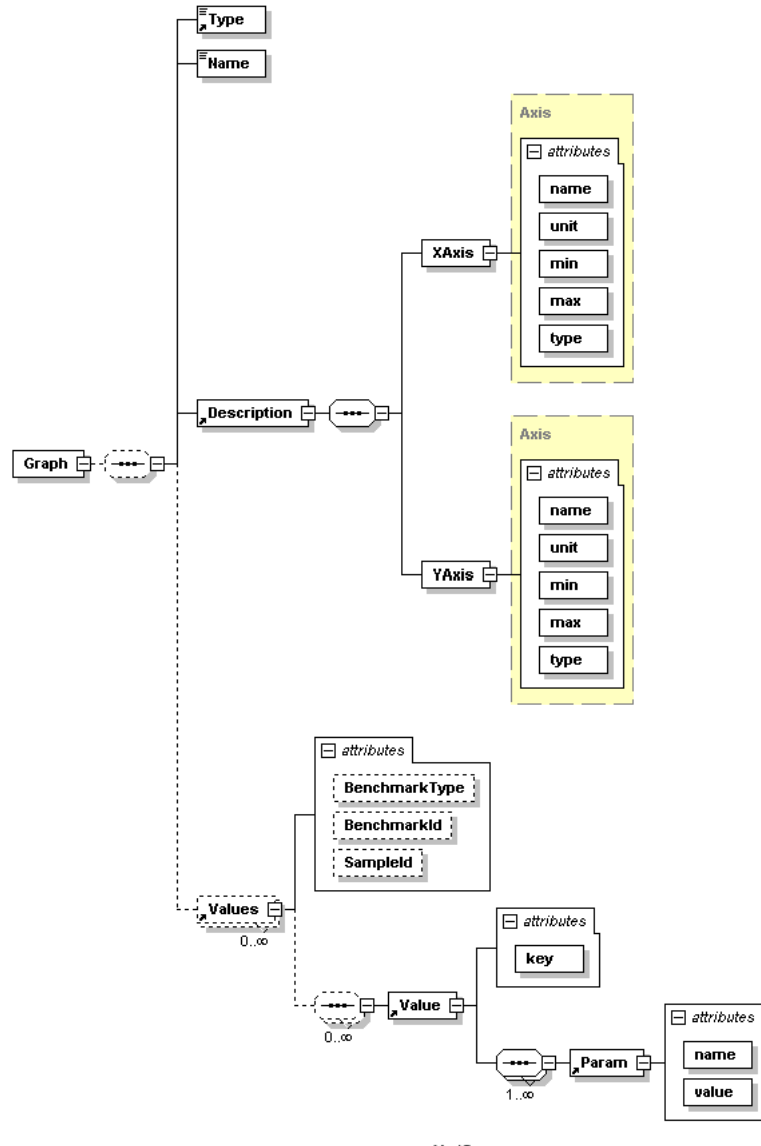 Type
Name
Axis
attributes
name
unit
min
max
type
XAxis
Description
Graph
Axis
attributes
name
unit
min
max
type
YAxis
attributes
BenchmarkType
BenchmarkId
SampleId
Values
0..∞
attributes
key
Value
0..∞
attributes
name
value
Param
1..∞